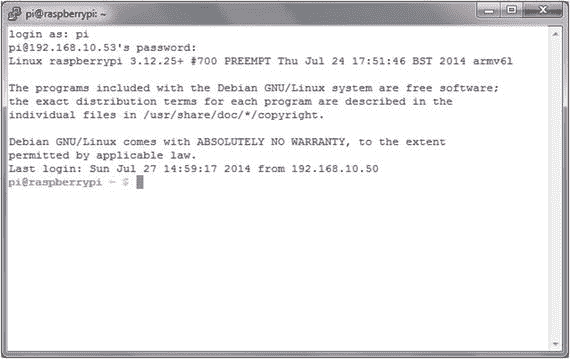 pi@raspberrypi: ~
login as: pi
pi@192.168.10.53's password:
Linux raspberrypi 3.12.25+ #700 PREEMPT Thu Jul 24 17:51:46 BST 2014 armv6l
The programs included with the Debian GNU/Linux system are free software;
the exact distribution terms for each program are described in the
individual files in /usr/share/doc/*/copyright.
Debian GNU/Linux comes with ABSOLUTELY NO WARRANTY, to the extent
permitted by applicable law.
Last login: Sun Jul 27 14:59:17 2014 from 192.168.10.50
pi@raspberrypi ~ $